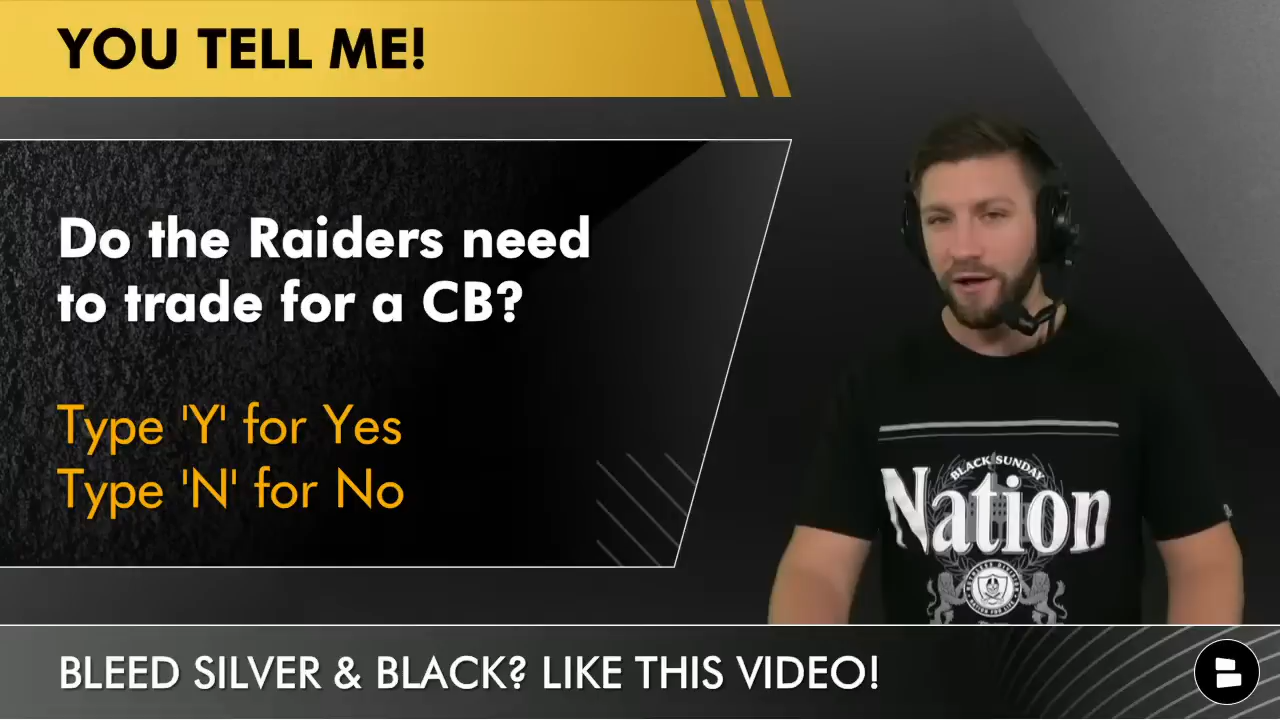 YOU TELL ME!
Do the Raiders need
to trade for a CB?
Type 'Y' for Yes
Type 'N' for No
BLACK SUNDAY
Nation
BLEED SILVER & BLACK? LIKE THIS VIDEO!